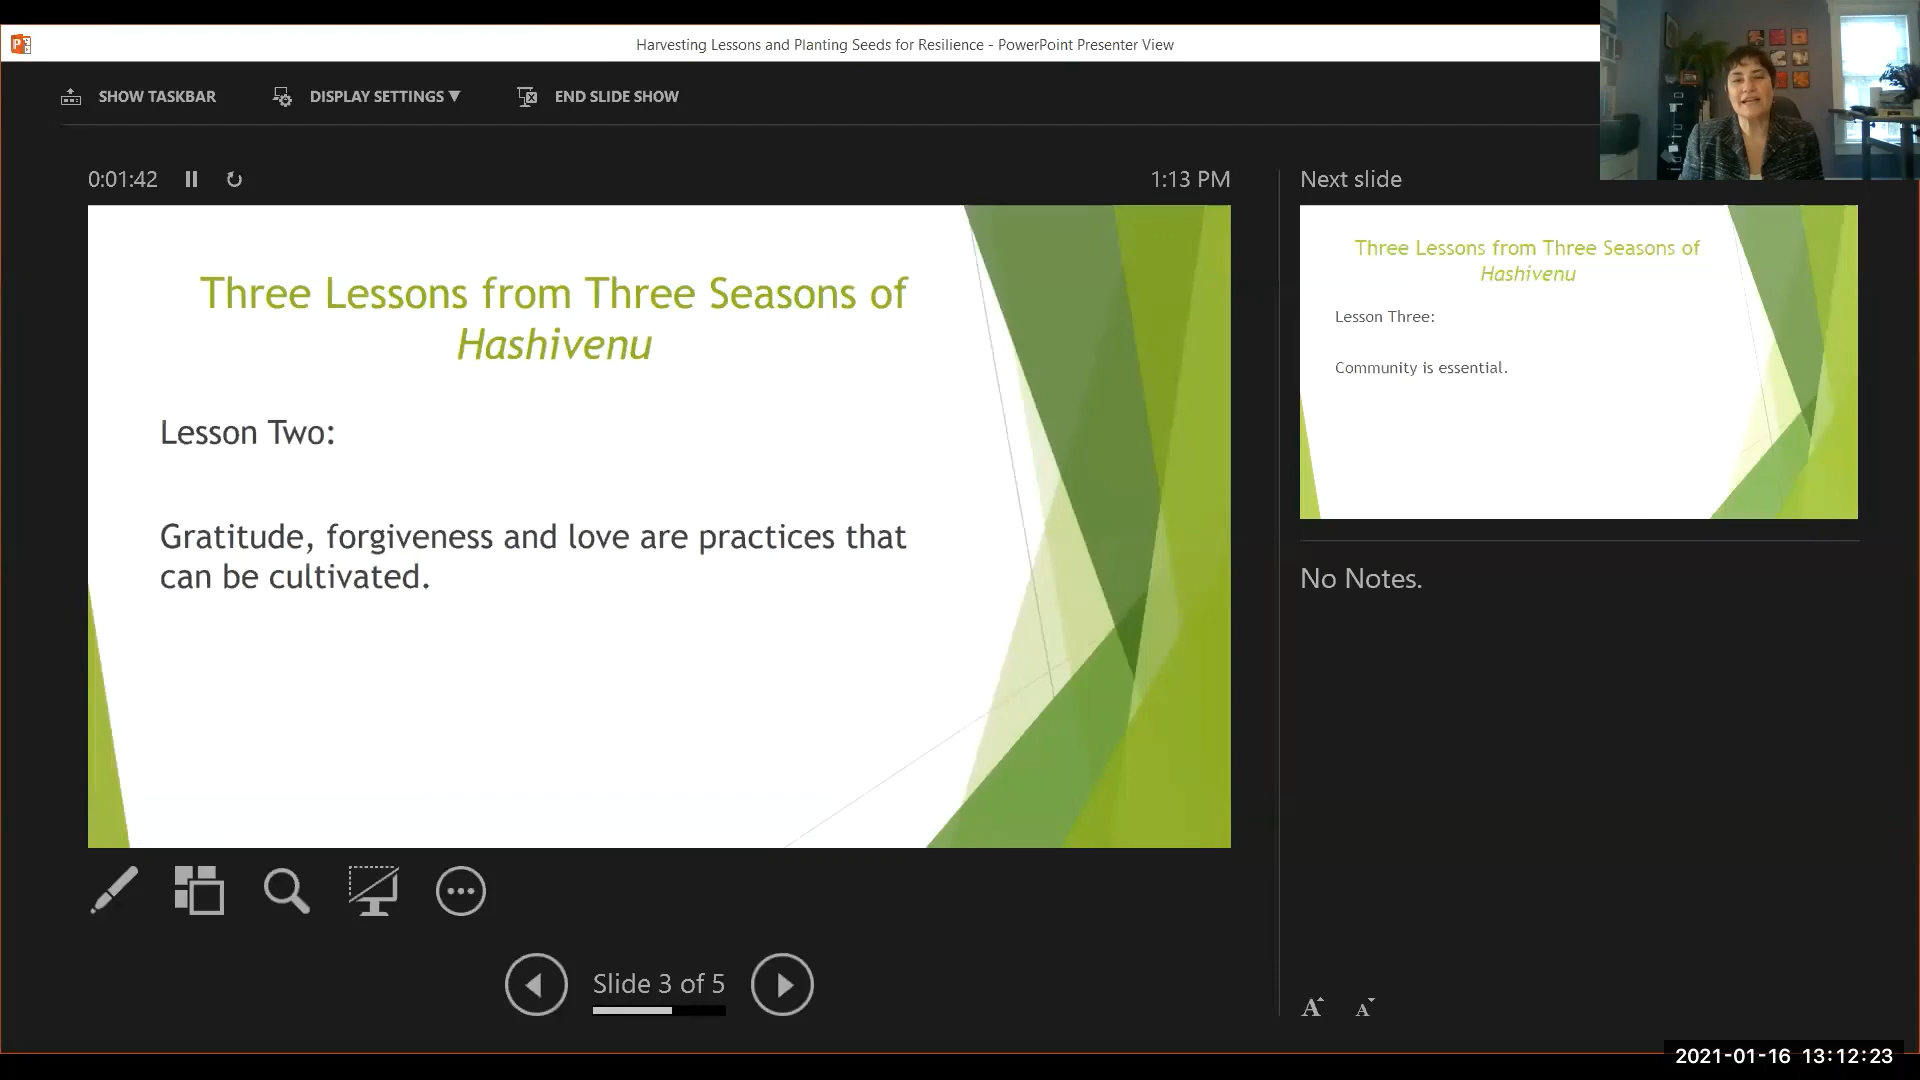 Harvesting Lessons and Planting Seeds for Resilience - PowerPoint Presenter View
SHOW TASKBAR
DISPLAY SETTINGS ▼
END SLIDE SHOW
0:01:42
1:13 PM
Three Lessons from Three Seasons of
Hashivenu
Lesson Two:
Gratitude, forgiveness and love are practices that
can be cultivated.
Slide 3 of 5
Next slide
Three Lessons from Three Seasons of
Hashivenu
Lesson Three:
Community is essential.
No Notes.
A A
2021-01-16 13:12:23